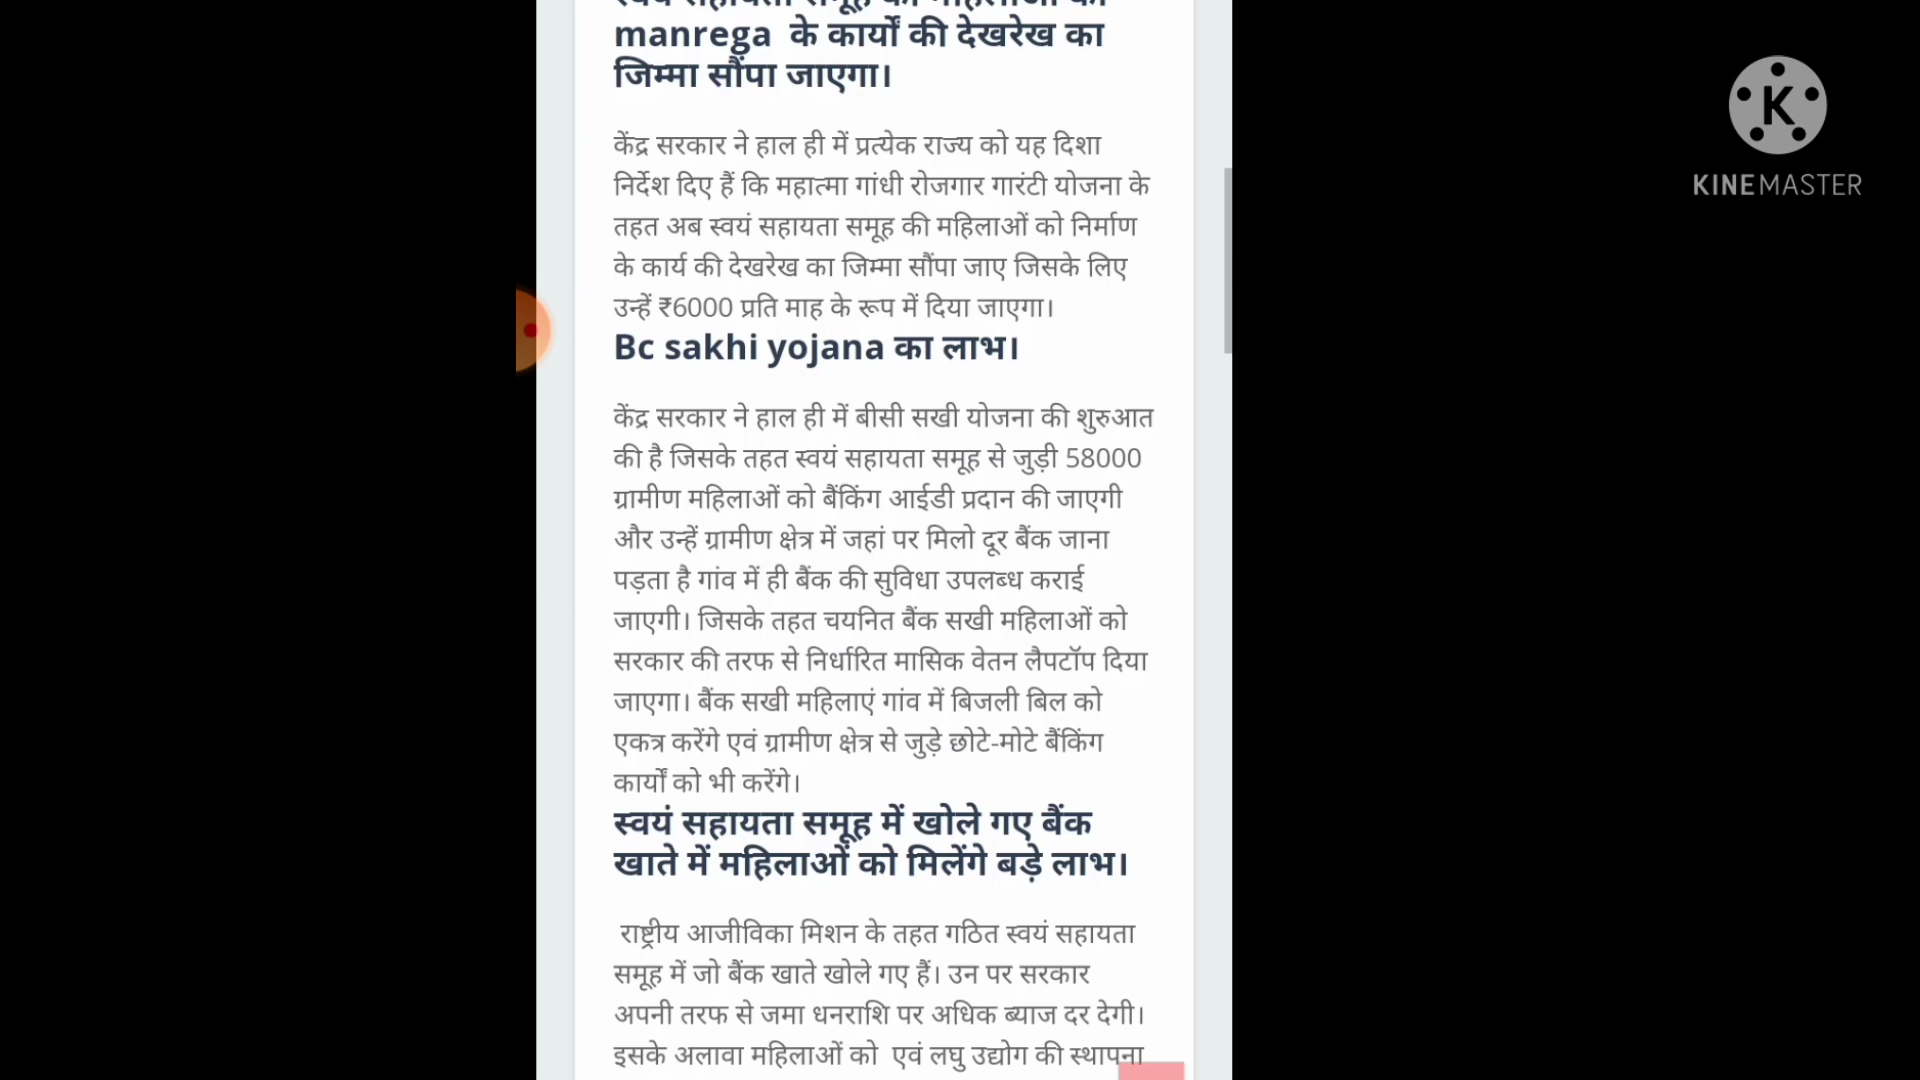 manrega के कार्यों की देखरेख का
जिम्मा सौंपा जाएगा।
केंद्र सरकार ने हाल ही में प्रत्येक राज्य को यह दिशा
निर्देश दिए हैं कि महात्मा गांधी रोजगार गारंटी योजना के
तहत अब स्वयं सहायता समूह की महिलाओं को निर्माण
के कार्य की देखरेख का जिम्मा सौंपा जाए जिसके लिए
उन्हें ₹6000 प्रति माह के रूप में दिया जाएगा।
Bc sakhi yojana का लाभ।
केंद्र सरकार ने हाल ही में बीसी सखी योजना की शुरुआत
की है जिसके तहत स्वयं सहायता समूह से जुड़ी 58000
ग्रामीण महिलाओं को बैंकिंग आईडी प्रदान की जाएगी
और उन्हें ग्रामीण क्षेत्र में जहां पर मिलो दूर बैंक जाना
पड़ता है गांव में ही बैंक की सुविधा उपलब्ध कराई
जाएगी। जिसके तहत चयनित बैंक सखी महिलाओं को
सरकार की तरफ से निर्धारित मासिक वेतन लैपटॉप दिया
जाएगा। बैंक सखी महिलाएं गांव में बिजली बिल को
एकत्र करेंगे एवं ग्रामीण क्षेत्र से जुड़े छोटे-मोटे बैंकिंग
कार्यों को भी करेंगे।
स्वयं सहायता समूह में खोले गए बैंक
खाते में महिलाओं को मिलेंगे बड़े लाभ।
राष्ट्रीय आजीविका मिशन के तहत गठित स्वयं सहायता
समूह में जो बैंक खाते खोले गए हैं। उन पर सरकार
अपनी तरफ से जमा धनराशि पर अधिक ब्याज दर देगी।
इसके अलावा महिलाओं को एवं लघु उद्योग की स्थापना
K
KINEMASTER